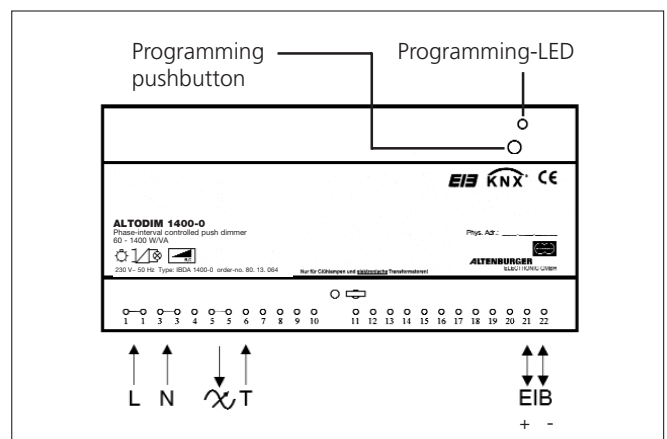 Programming
pushbutton
Programming-LED
EIB KNX CE
ALTODIM 1400-0
Phase-interval controlled push dimmer
60 - 1400 W/VA
R,C
230 V~ 50 Hz Type: IBDA 1400-0 order-no. 80. 13. 064
Nur für Glühlampen und elektronische Transformatoren!
Phys. Adr.: ____.____.____
ALTENBURGER
ELECTRONIC GMBH
1 1 3 3 4 5 5 6 7 8 9 10 11 12 13 14 15 16 17 18 19 20 21 22
L N T EIB
+ -